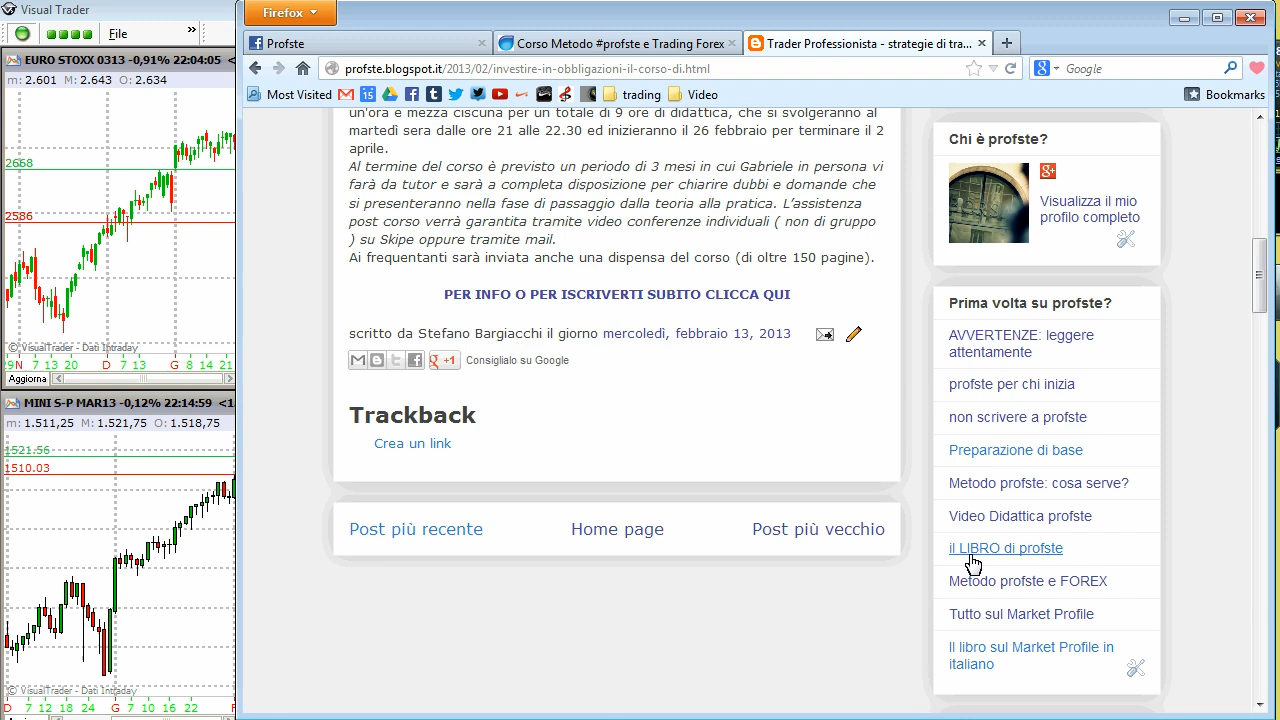 Visual Trader
File
»
EURO STOXX 0313 -0,91% 22:04:05
m: 2.601 M: 2.643 O: 2.634
2668
2586
© VisualTrader - Dati Intraday
29 N 7 13 20 D 7 13 20 G 8 14 21
Aggiorna
MINI S-P MAR13 -0,12% 22:14:59 <1
m: 1.511,25 M: 1.521,75 O: 1.518,75
1521.56
1510.03
© VisualTrader - Dati Intraday
D 7 12 18 24 G 7 10 16 22 F
Firefox
Profste
Corso Metodo #profste e Trading Forex
Trader Professionista - strategie di tra...
profste.blogspot.it/2013/02/investire-in-obbligazioni-il-corso-di.html
Google
Most Visited
15
trading
Video
Bookmarks
un'ora e mezza ciscuna per un totale di 9 ore di didattica, che si svolgeranno al
martedì sera dalle ore 21 alle 22.30 ed inizieranno il 26 febbraio per terminare il 2
aprile.
Al termine del corso è previsto un periodo di 3 mesi in cui Gabriele in persona vi
farà da tutor e sarà a completa disposizione per chiarire dubbi e domande che
si presenteranno nella fase di passaggio dalla teoria alla pratica. L'assistenza
post corso verrà garantita tramite video conferenze individuali ( non di gruppo
) su Skipe oppure tramite mail.
Ai frequentanti sarà inviata anche una dispensa del corso (di oltre 150 pagine).
PER INFO O PER ISCRIVERTI SUBITO CLICCA QUI
scritto da Stefano Bargiacchi il giorno mercoledì, febbraio 13, 2013
+1 Consiglialo su Google
Trackback
Crea un link
Post più recente
Home page
Post più vecchio
Chi è profste?
Visualizza il mio
profilo completo
Prima volta su profste?
AVVERTENZE: leggere
attentamente
profste per chi inizia
non scrivere a profste
Preparazione di base
Metodo profste: cosa serve?
Video Didattica profste
il LIBRO di profste
Metodo profste e FOREX
Tutto sul Market Profile
Il libro sul Market Profile in
italiano